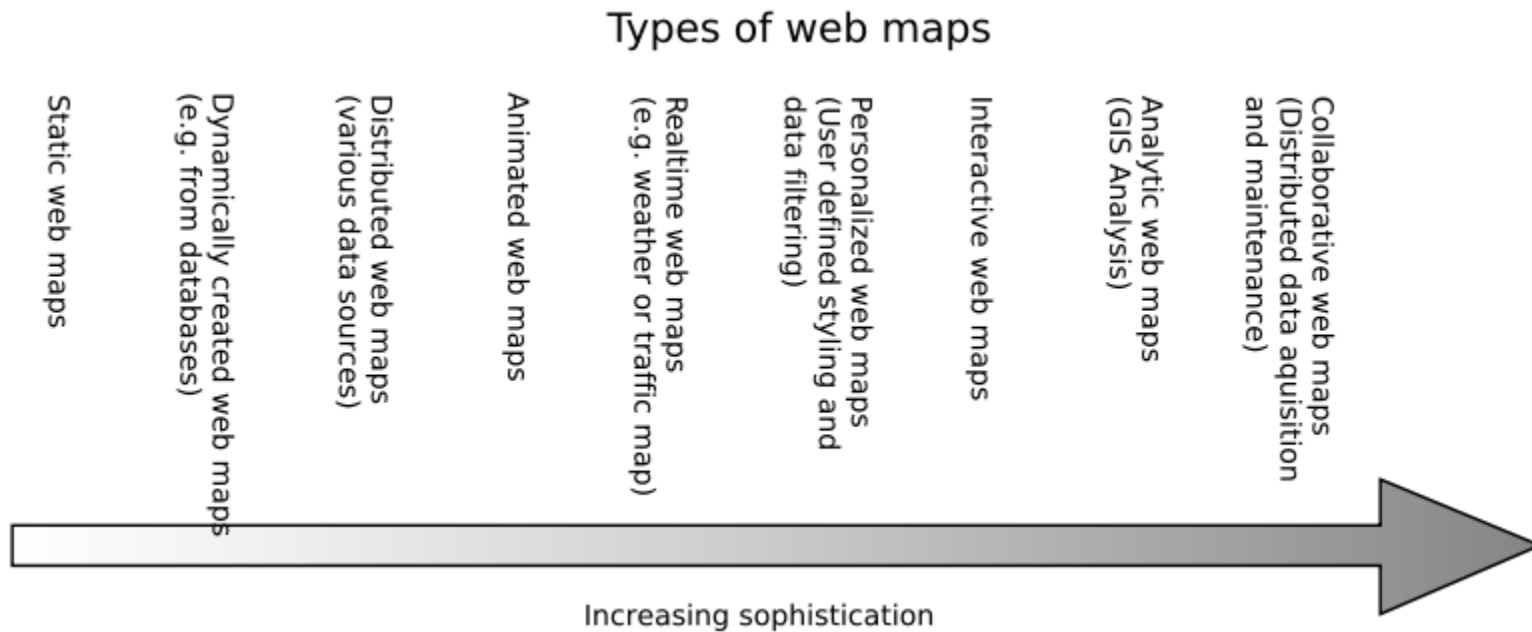 Types of web maps
Static web maps
Dynamically created web maps
(e.g. from databases)
Distributed web maps
(various data sources)
Animated web maps
Realtime web maps
(e.g. weather or traffic map)
Personalized web maps
(User defined styling and
data filtering)
Interactive web maps
Analytic web maps
(GIS Analysis)
Collaborative web maps
(Distributed data aquisition
and maintenance)
Increasing sophistication